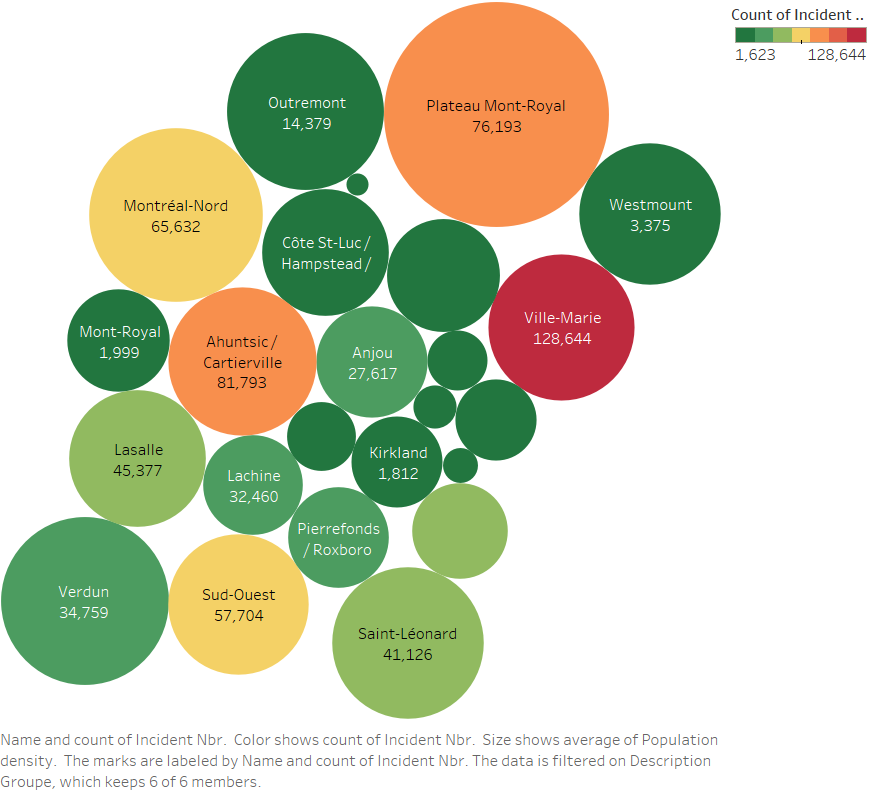 Count of Incident ..
1,623
128,644
Outremont
14,379
Plateau Mont-Royal
76,193
Montréal-Nord
65,632
Westmount
3,375
Côte St-Luc /
Hampstead /
Ville-Marie
128,644
Mont-Royal
1,999
Ahuntsic /
Cartierville
81,793
Anjou
27,617
Lasalle
45,377
Lachine
32,460
Kirkland
1,812
Pierrefonds
/ Roxboro
Verdun
34,759
Sud-Ouest
57,704
Saint-Léonard
41,126
Name and count of Incident Nbr.  Color shows count of Incident Nbr.  Size shows average of Population
density.  The marks are labeled by Name and count of Incident Nbr. The data is filtered on Description
Groupe, which keeps 6 of 6 members.